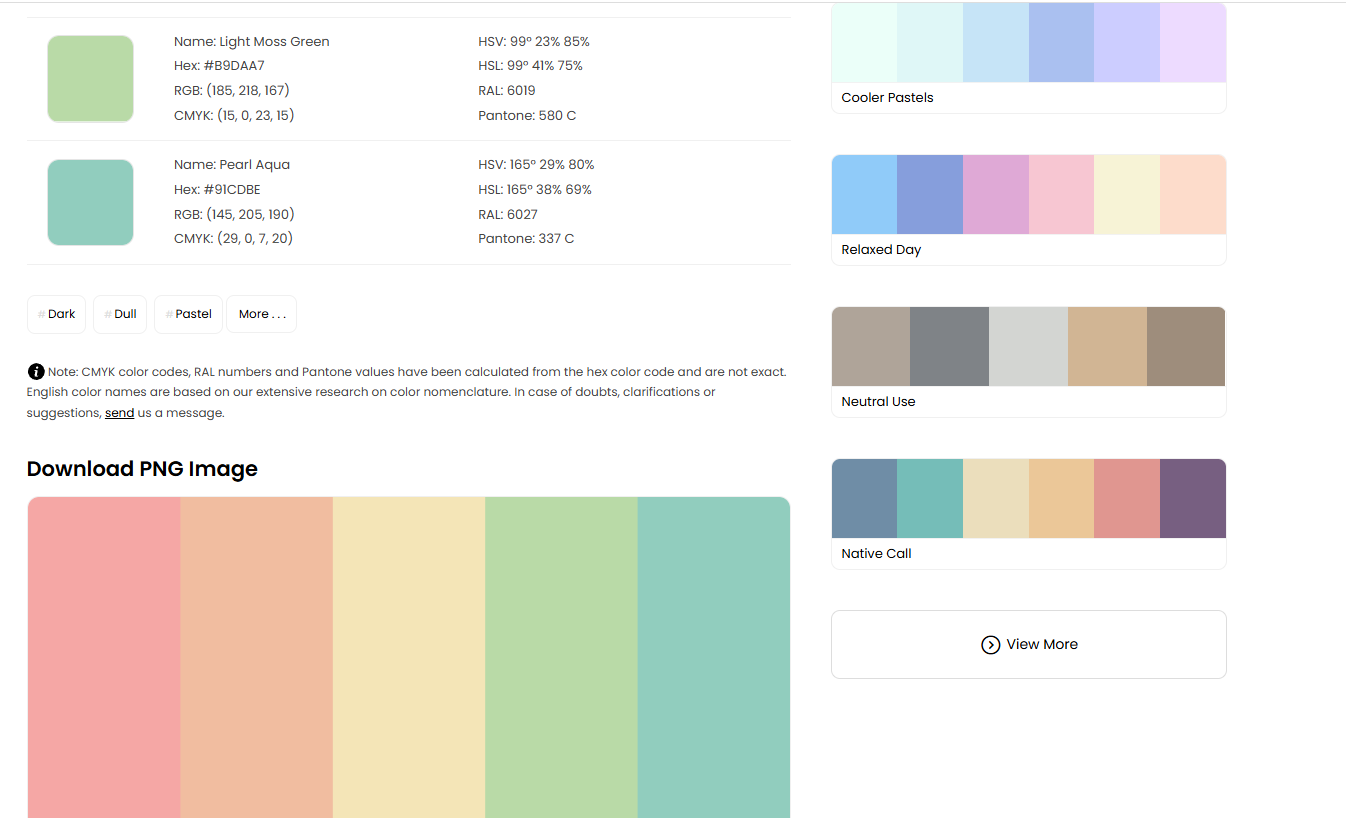 Name: Light Moss Green
Hex: #B9DAA7
RGB: (185, 218, 167)
CMYK: (15, 0, 23, 15)
HSV: 99° 23% 85%
HSL: 99° 41% 75%
RAL: 6019
Pantone: 580 C
Name: Pearl Aqua
Hex: #91CDBE
RGB: (145, 205, 190)
CMYK: (29, 0, 7, 20)
HSV: 165° 29% 80%
HSL: 165° 38% 69%
RAL: 6027
Pantone: 337 C
# Dark # Dull # Pastel More . . .
Note: CMYK color codes, RAL numbers and Pantone values have been calculated from the hex color code and are not exact.
English color names are based on our extensive research on color nomenclature. In case of doubts, clarifications or
suggestions, send us a message.
Download PNG Image
Cooler Pastels
Relaxed Day
Neutral Use
Native Call
View More